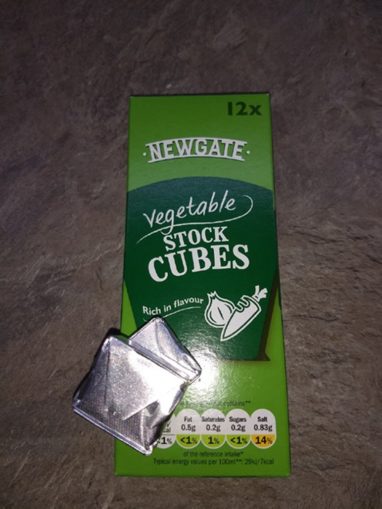 12x
·NEWGATE·
Vegetable
STOCK
CUBES
Rich in flavour
Fat Saturates Sugars Salt
0.5g 0.2g 0.2g 0.83g
<1% <1% 1% <1% 14%
of the reference intake*
Typical energy values per 100ml**: 29kJ/7kcal